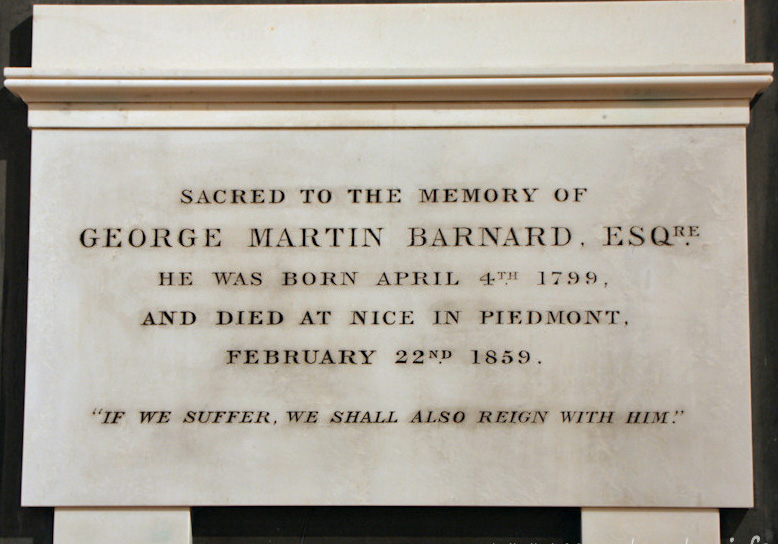 SACRED TO THE MEMORY OF
GEORGE MARTIN BARNARD, ESQRE.
HE WAS BORN APRIL 4TH 1799,
AND DIED AT NICE IN PIEDMONT,
FEBRUARY 22ND 1859.
"IF WE SUFFER, WE SHALL ALSO REIGN WITH HIM."